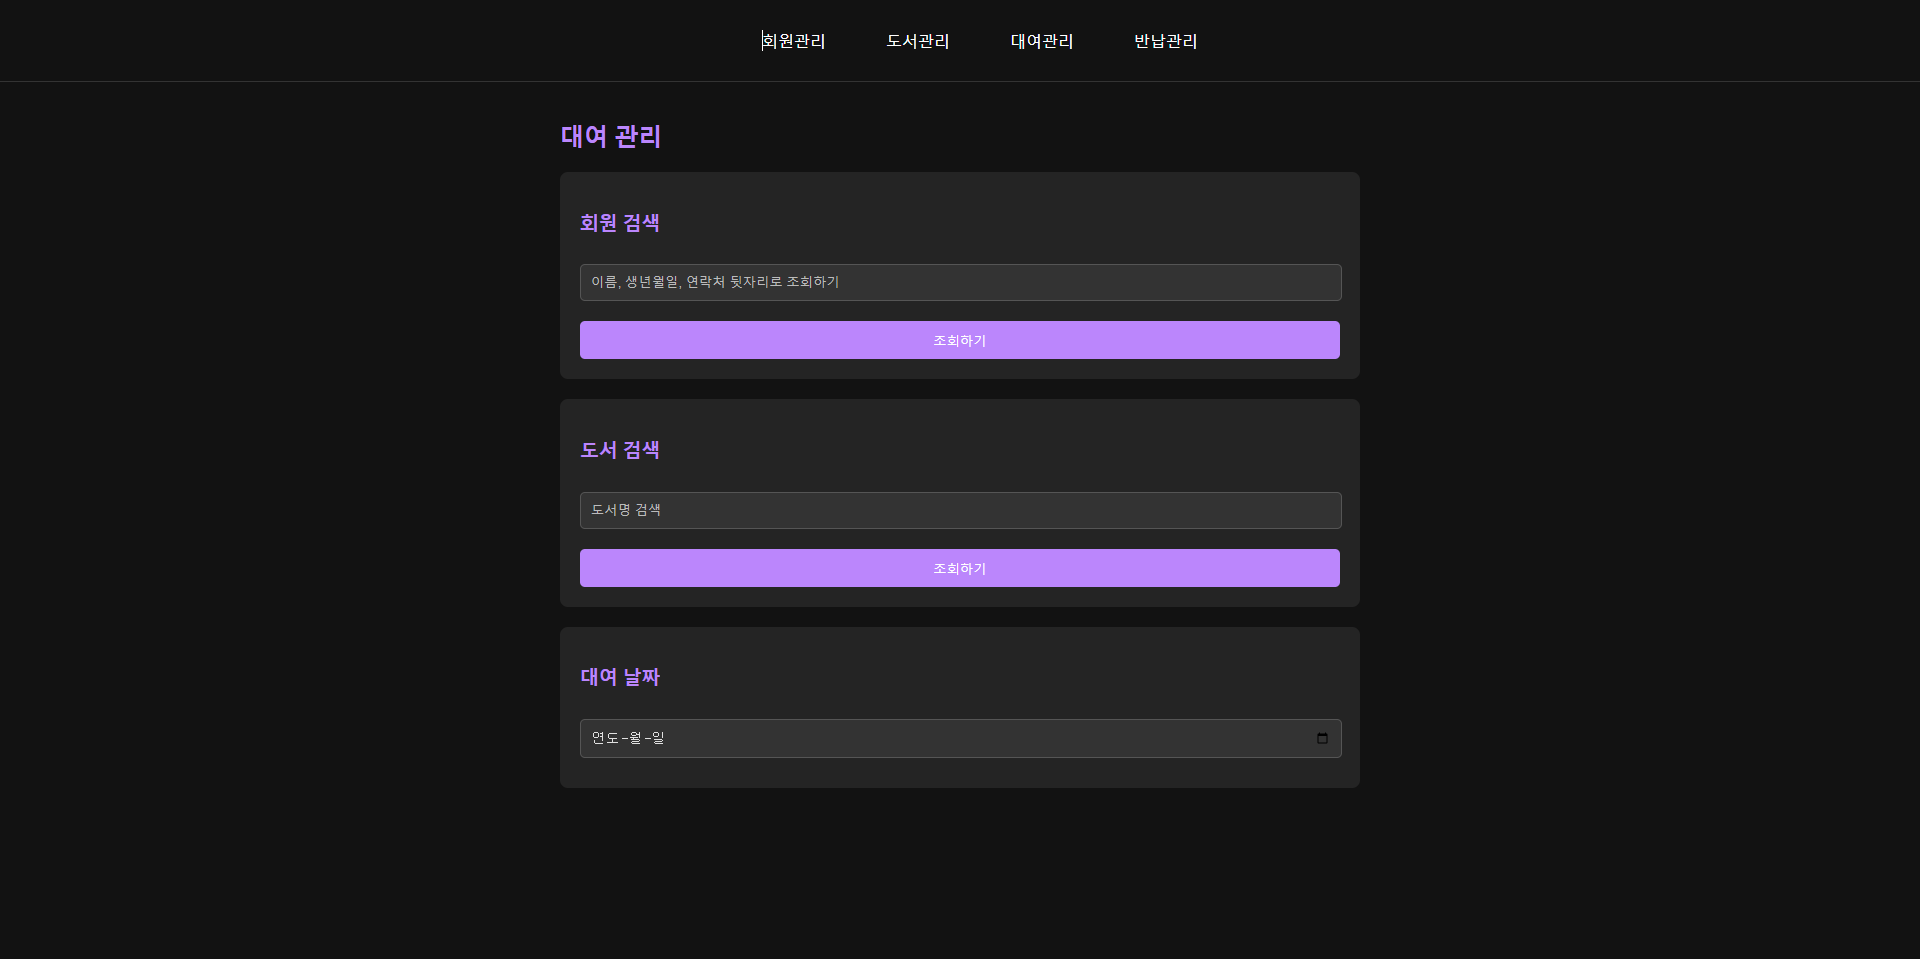 회원관리 도서관리 대여관리 반납관리
대여 관리
회원 검색
이름, 생년월일, 연락처 뒷자리로 조회하기
조회하기
도서 검색
도서명 검색
조회하기
대여 날짜
연도-월-일